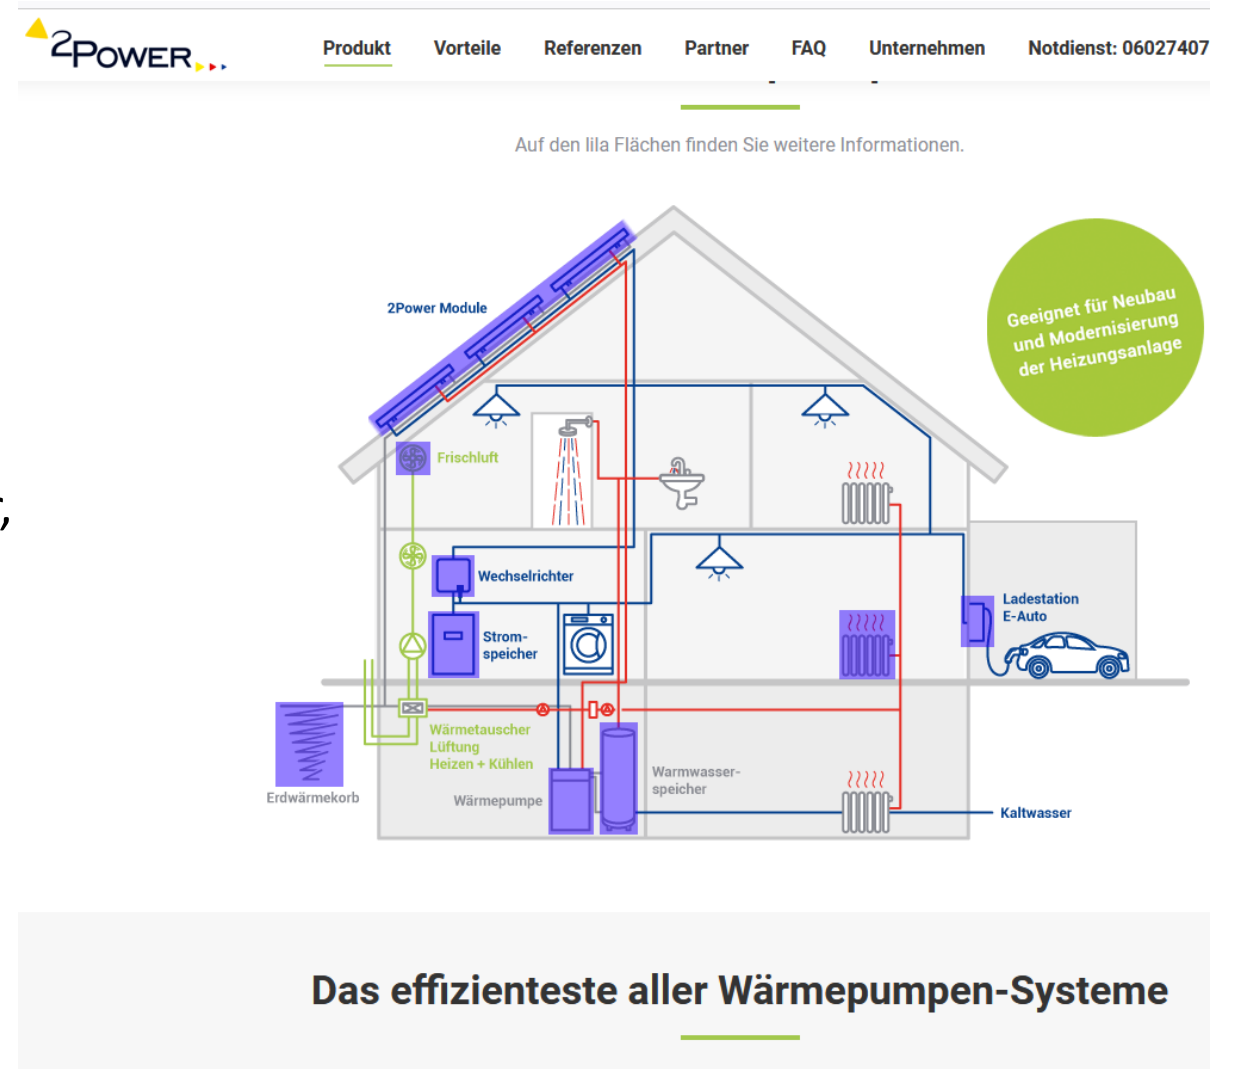 2POWER
Produkt Vorteile Referenzen Partner FAQ Unternehmen Notdienst: 06027407
Auf den lila Flächen finden Sie weitere Informationen.
2Power Module
Geeignet für Neubau
und Modernisierung
der Heizungsanlage
Frischluft
Wechselrichter
Ladestation
E-Auto
Strom-
speicher
Wärmetauscher
Lüftung
Heizen + Kühlen
Erdwärmekorb
Wärmepumpe
Warmwasser-
speicher
Kaltwasser
Das effizienteste aller Wärmepumpen-Systeme